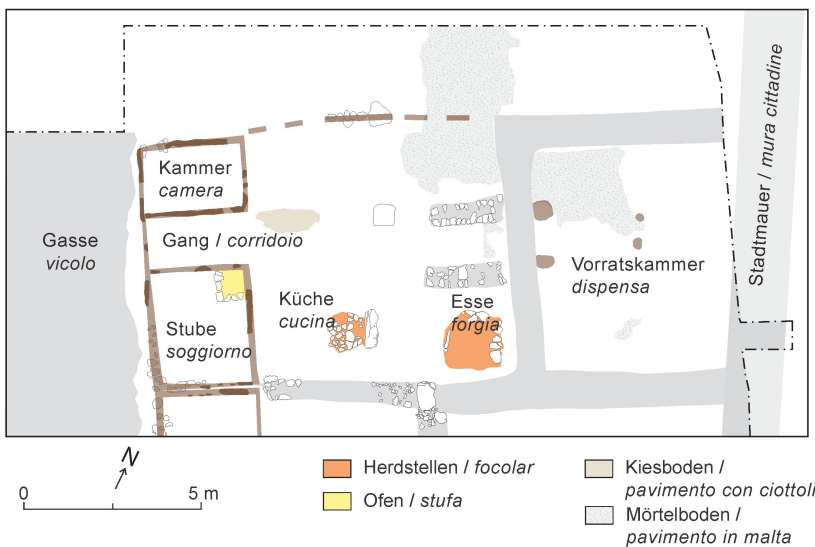 Kammer
camera
Gasse
vicolo
Gang / corridoio
Stube
soggiorno
Küche
cucina
Esse
forgia
Vorratskammer
dispensa
Stadtmauer / mura cittadine
N
0
5 m
Herdstellen / focolar
Ofen / stufa
Kiesboden /
pavimento con ciottoli
Mörtelboden /
pavimento in malta